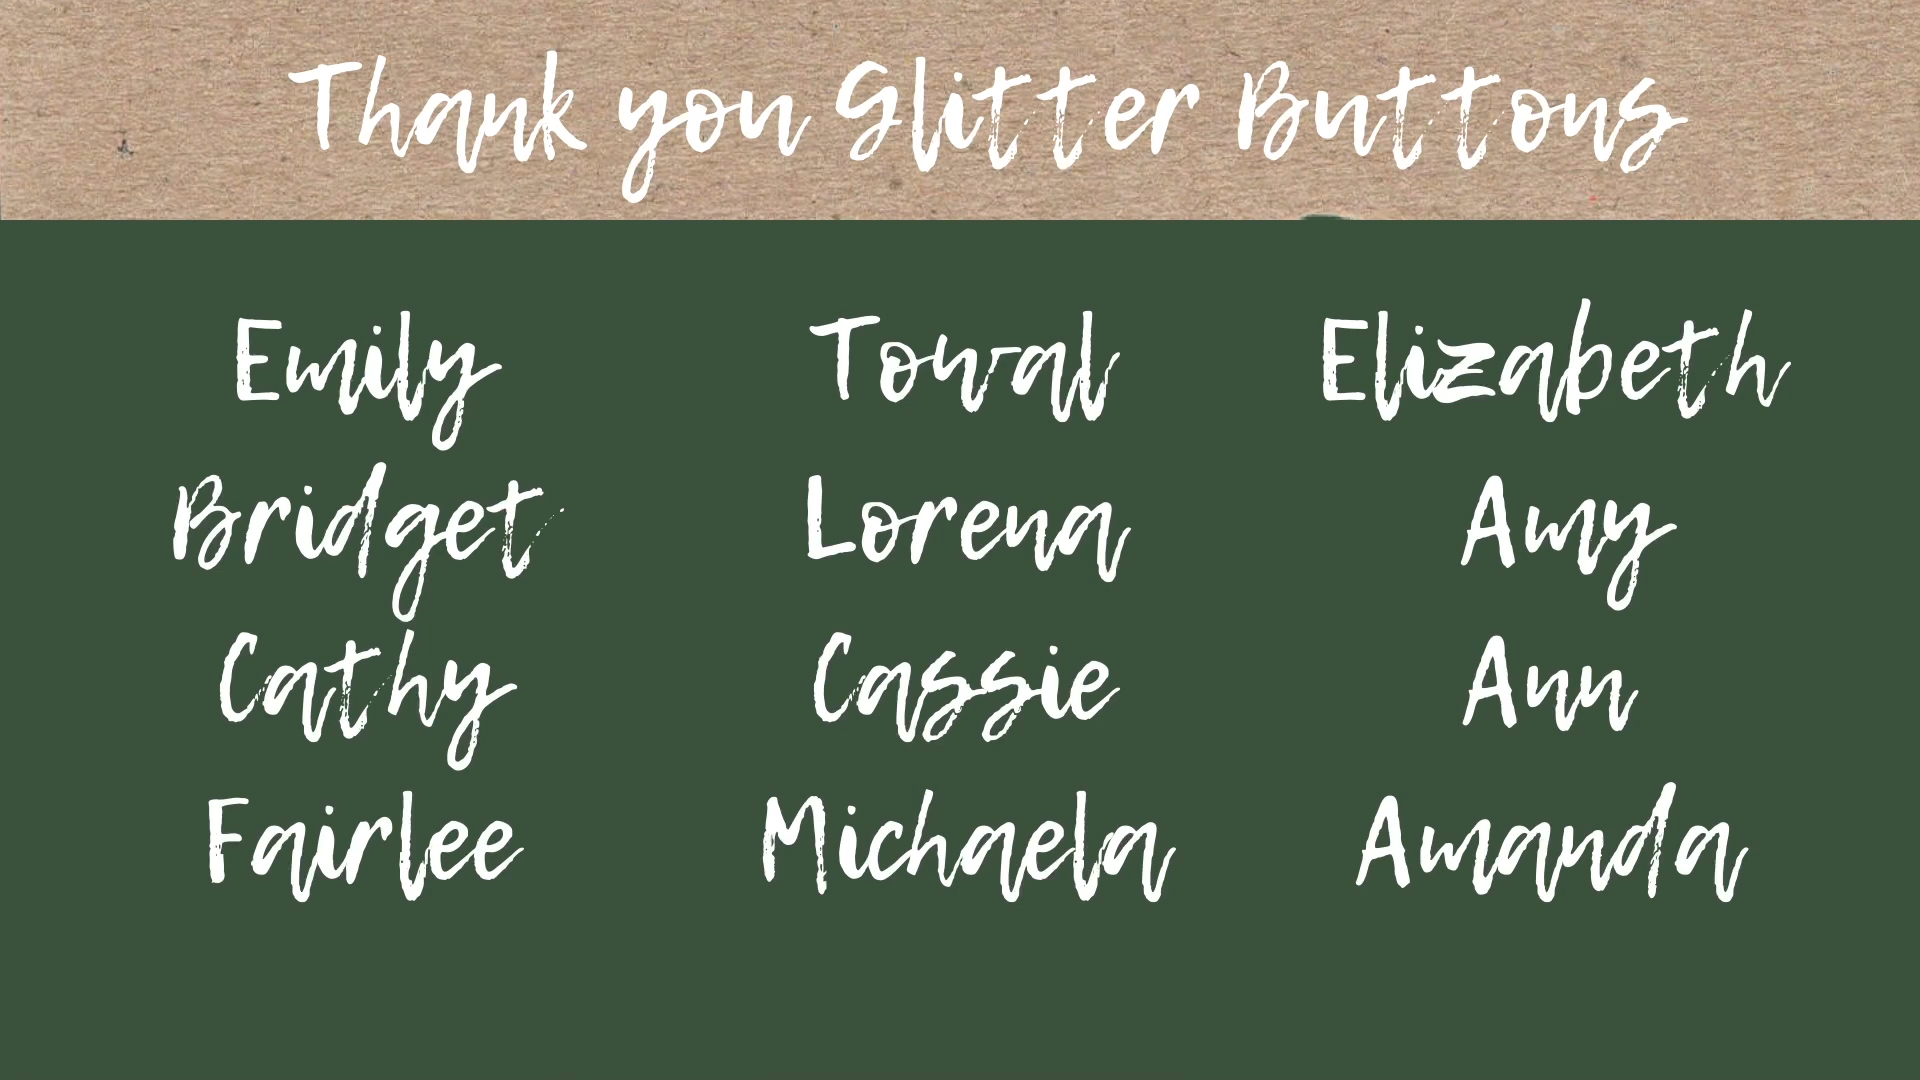 Thank you Glitter Buttons
Emily
Bridget
Cathy
Fairlee
Towal
Lorena
Cassie
Michaela
Elizabeth
Amy
Ann
Amanda